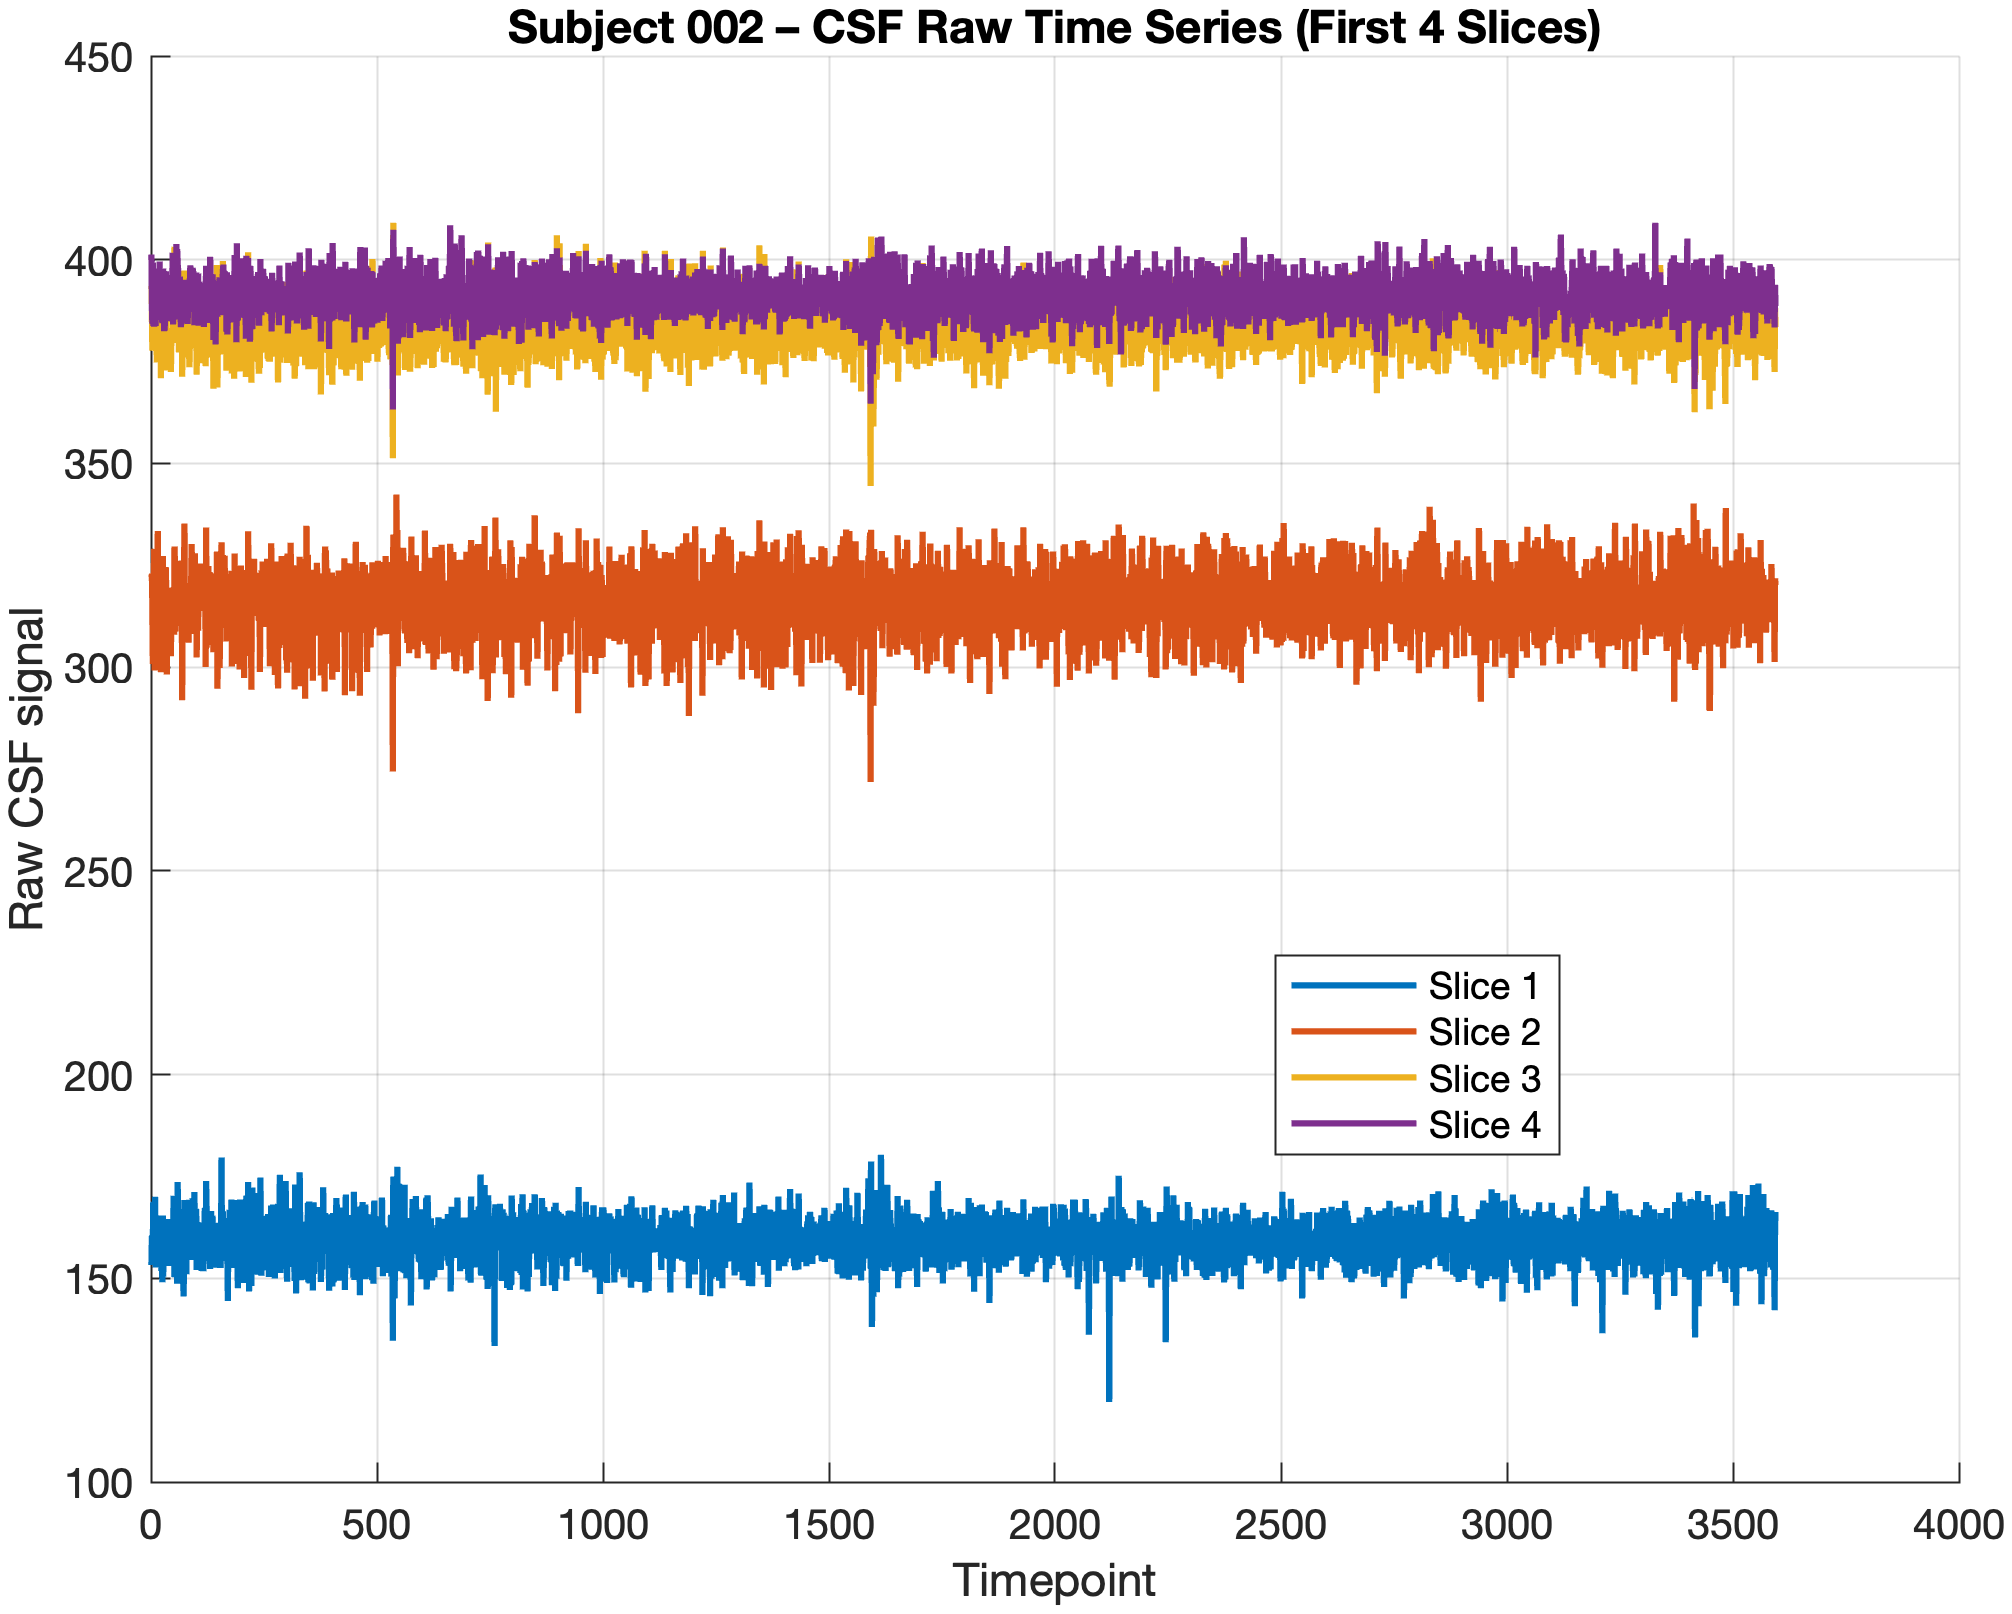 Subject 002 – CSF Raw Time Series (First 4 Slices)
450
400
350
300
250
200
150
100
Raw CSF signal
Slice 1
Slice 2
Slice 3
Slice 4
0 500 1000 1500 2000 2500 3000 3500 4000
Timepoint